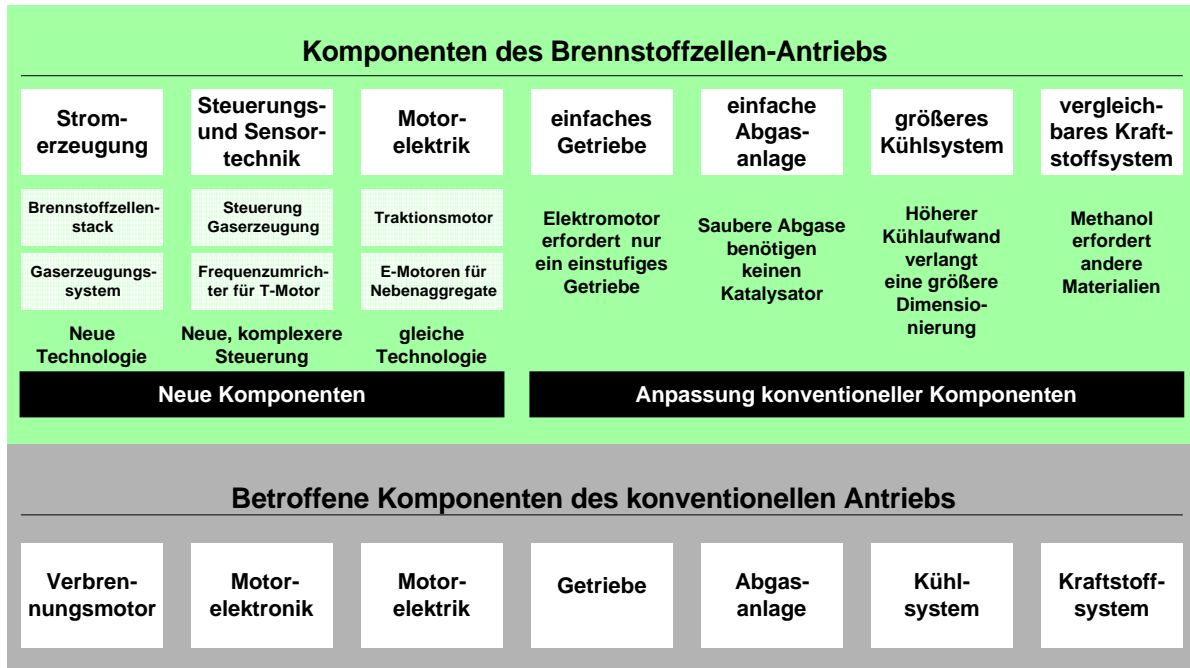 Komponenten des Brennstoffzellen-Antriebs
Strom-
erzeugung
Steuerungs-
und Sensor-
technik
Motor-
elektrik
einfaches
Getriebe
einfache
Abgas-
anlage
größeres
Kühlsystem
vergleich-
bares Kraft-
stoffsystem
Brennstoffzellen-
stack
Gaserzeugungs-
system
Neue
Technologie
Steuerung
Gaserzeugung
Frequenzumrich-
ter für T-Motor
Neue, komplexere
Steuerung
Traktionsmotor
E-Motoren für
Nebenaggregate
gleiche
Technologie
Elektromotor
erfordert nur
ein einstufiges
Getriebe
Saubere Abgase
benötigen
keinen
Katalysator
Höherer
Kühlaufwand
verlangt
eine größere
Dimensio-
nierung
Methanol
erfordert
andere
Materialien
Neue Komponenten
Anpassung konventioneller Komponenten
Betroffene Komponenten des konventionellen Antriebs
Verbren-
nungsmotor
Motor-
elektronik
Motor-
elektrik
Getriebe
Abgas-
anlage
Kühl-
system
Kraftstoff-
system